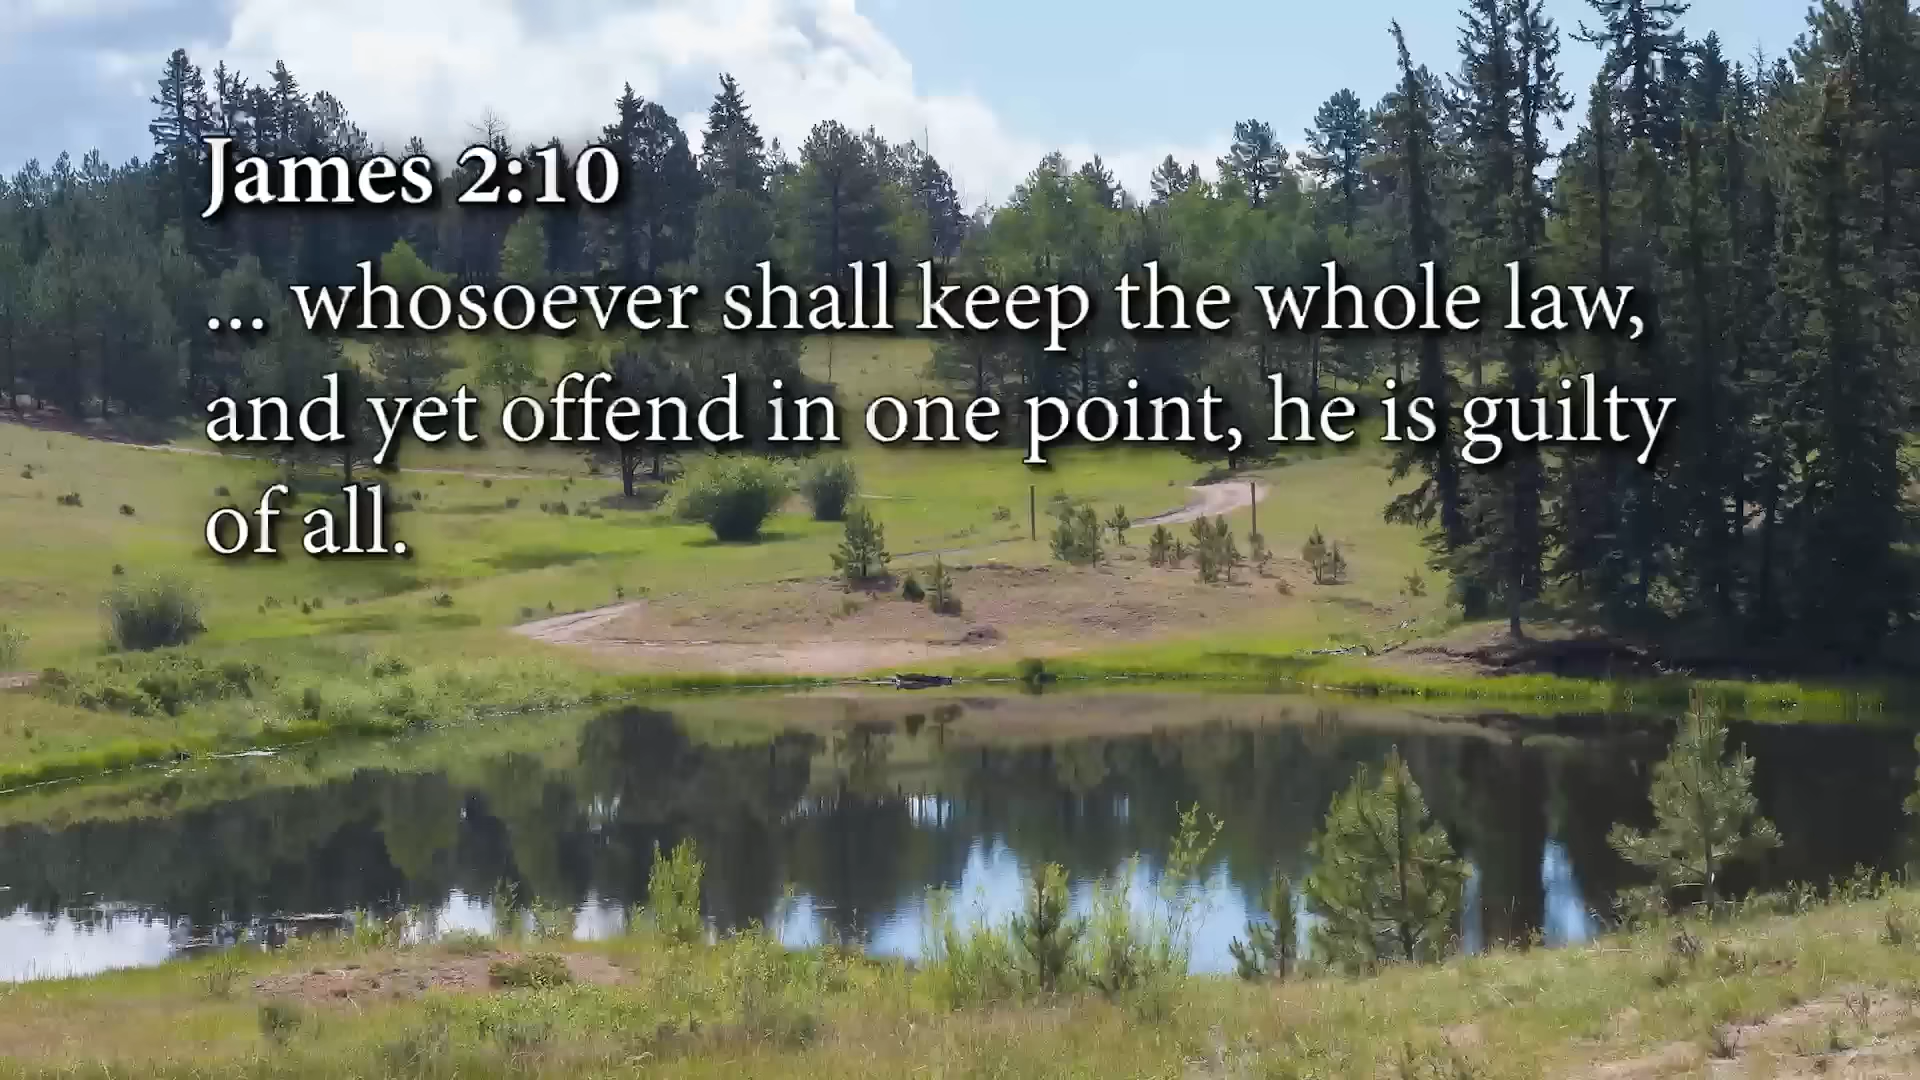 James 2:10
... whosoever shall keep the whole law,
and yet offend in one point, he is guilty
of all.